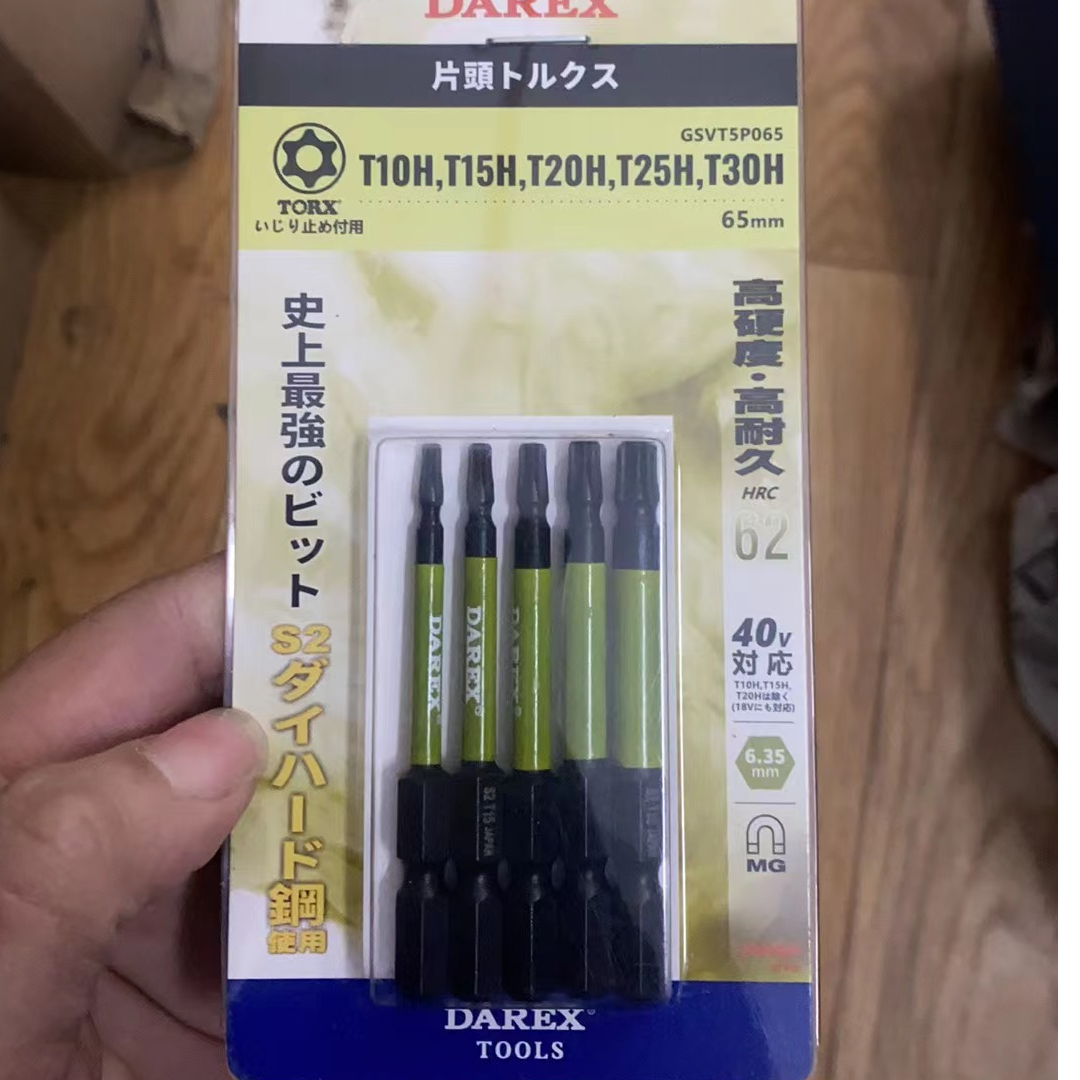 DAREX
片頭トルクス
GSVT5P065
T10H,T15H,T20H,T25H,T30H
TORX
いじり止め付用
65mm
史上最強のビット
S2ダイハード鋼
使用
高硬度・高耐久
HRC
62
40V
対応
T10H,T15H,
T20Hは除く
(18Vにも対応)
6.35
mm
MG
DAREX
DAREX
DAREX
S2 T15 JAPAN
DAREX
TOOLS